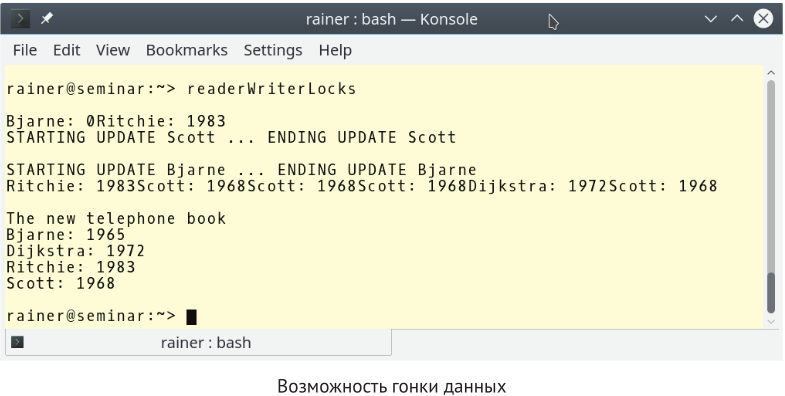 rainer : bash — Konsole
File Edit View Bookmarks Settings Help
rainer@seminar:~> readerWriterLocks
Bjarne: 0Ritchie: 1983
STARTING UPDATE Scott ... ENDING UPDATE Scott
STARTING UPDATE Bjarne ... ENDING UPDATE Bjarne
Ritchie: 1983Scott: 1968Scott: 1968Scott: 1968Dijkstra: 1972Scott: 1968
The new telephone book
Bjarne: 1965
Dijkstra: 1972
Ritchie: 1983
Scott: 1968
rainer@seminar:~>
rainer : bash
Возможность гонки данных